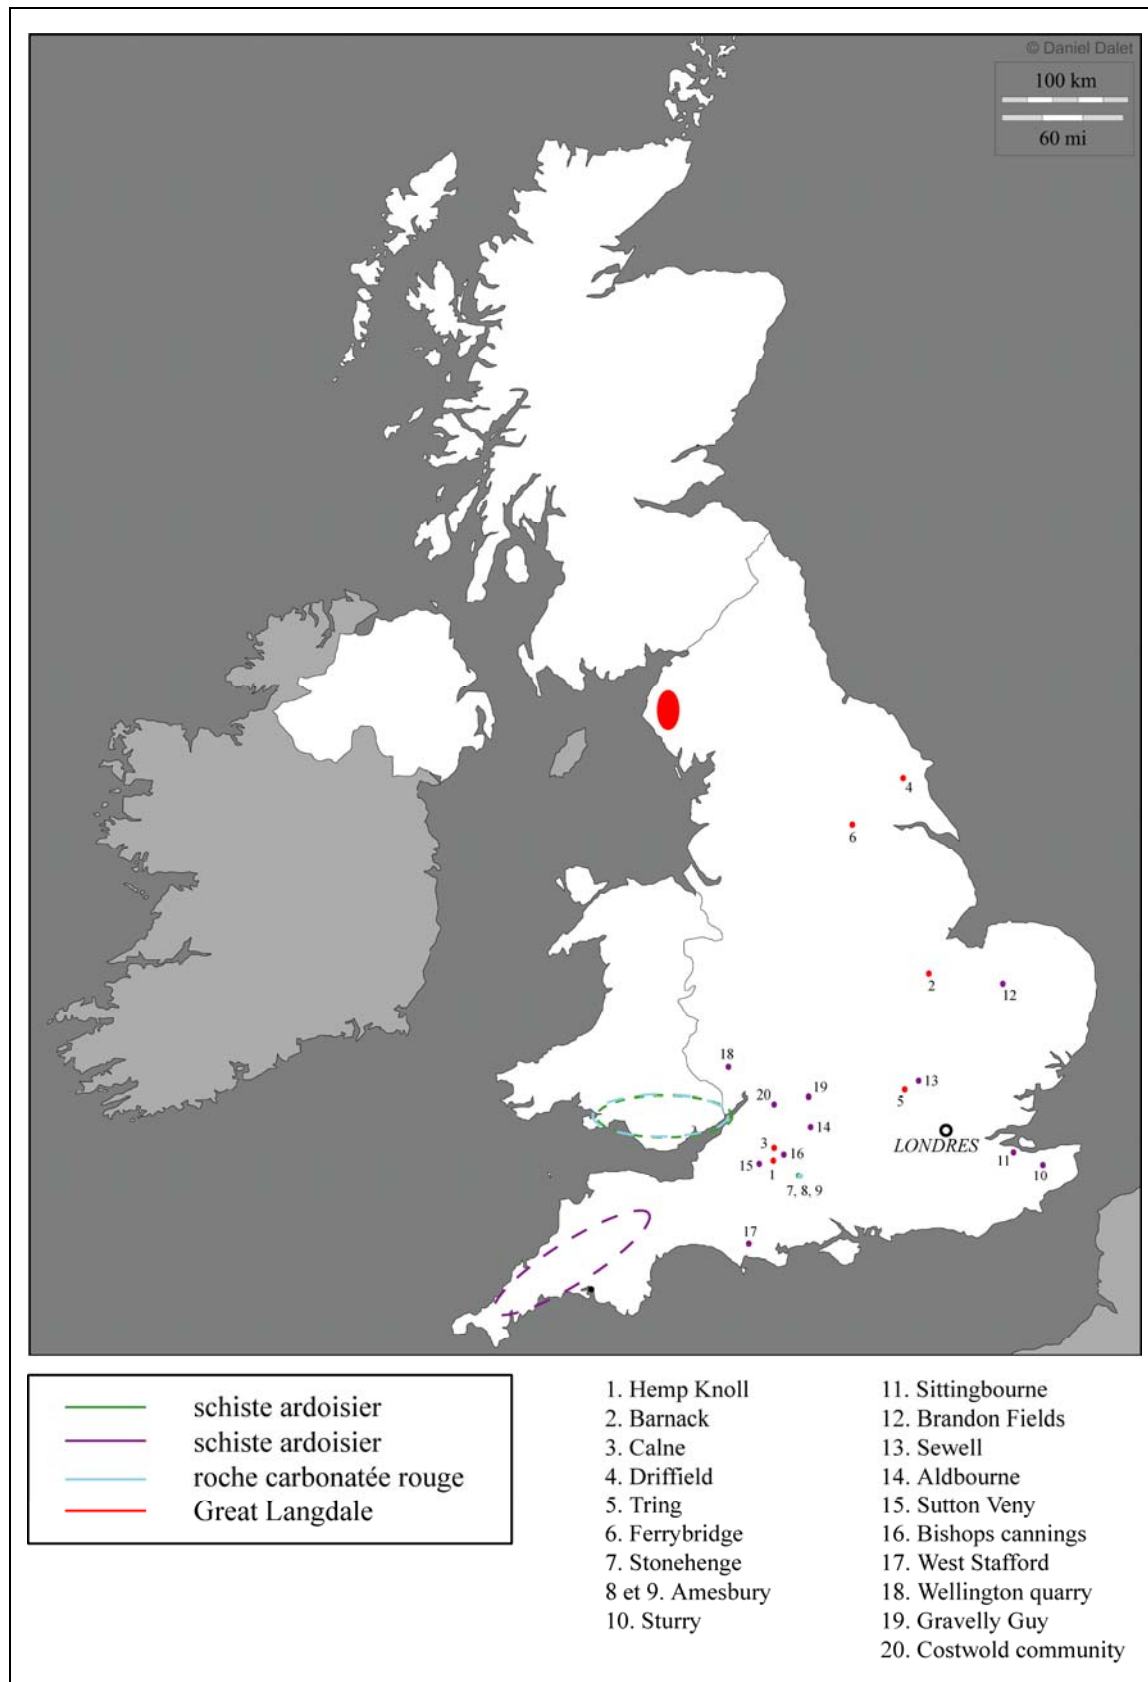 © Daniel Dalet
100 km
60 mi
4
6
2
12
18
13
5
20
19
14
LONDRES
3
16
11
15
1
10
7, 8, 9
17
schiste ardoisier
schiste ardoisier
roche carbonatée rouge
Great Langdale
1. Hemp Knoll
2. Barnack
3. Calne
4. Driffield
5. Tring
6. Ferrybridge
7. Stonehenge
8 et 9. Amesbury
10. Sturry
11. Sittingbourne
12. Brandon Fields
13. Sewell
14. Aldbourne
15. Sutton Veny
16. Bishops cannings
17. West Stafford
18. Wellington quarry
19. Gravelly Guy
20. Costwold community